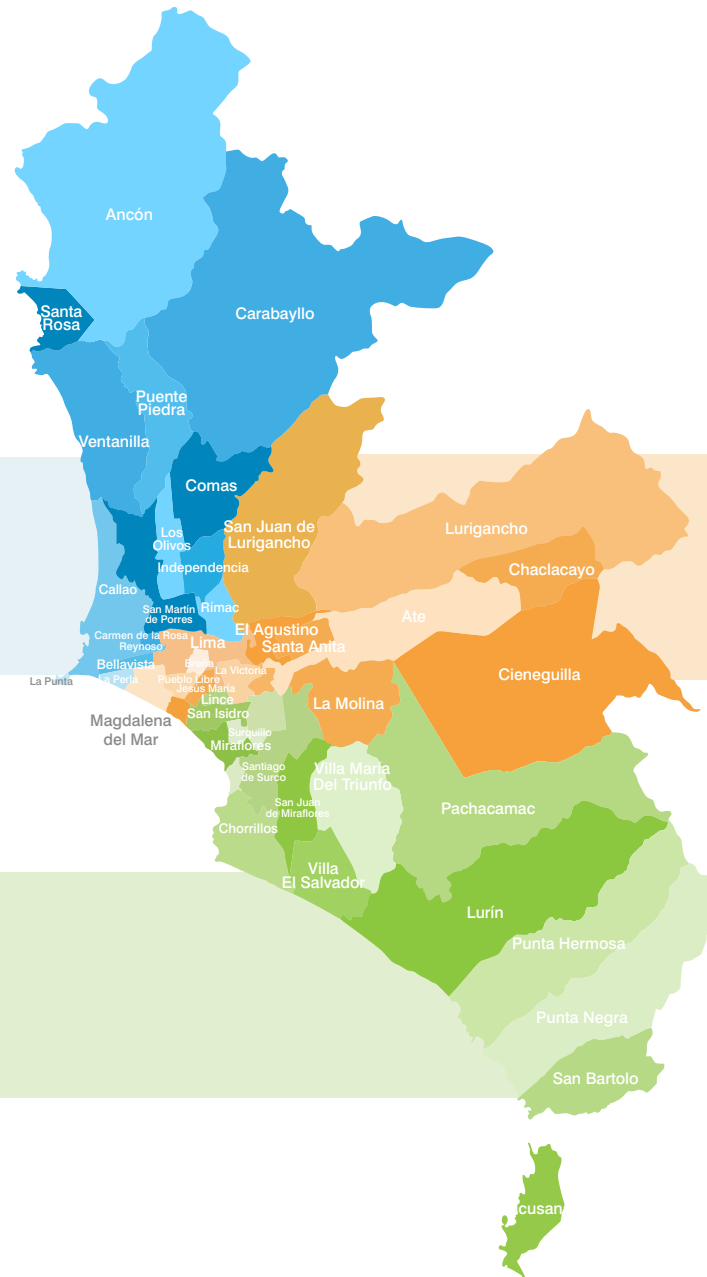 Ancón
Santa
Rosa
Carabayllo
Puente
Piedra
Ventanilla
Comas
San Juan de
Lurigancho
Lurigancho
Los
Olivos
Independencia
Chaclacayo
Callao
San Martín
de Porres
Rímac
Ate
El Agustino
Carmen de la Rosa
Reynoso
Lima
Santa Anita
Bellavista
Breña
La Victoria
Cieneguilla
La Punta
La Perla
Pueblo Libre
Jesús María
Lince
La Molina
San Isidro
Magdalena
del Mar
Surquillo
Miraflores
Santiago
de Surco
Villa María
Del Triunfo
San Juan
de Miraflores
Pachacamac
Chorrillos
Villa
El Salvador
Lurín
Punta Hermosa
Punta Negra
San Bartolo
cusan